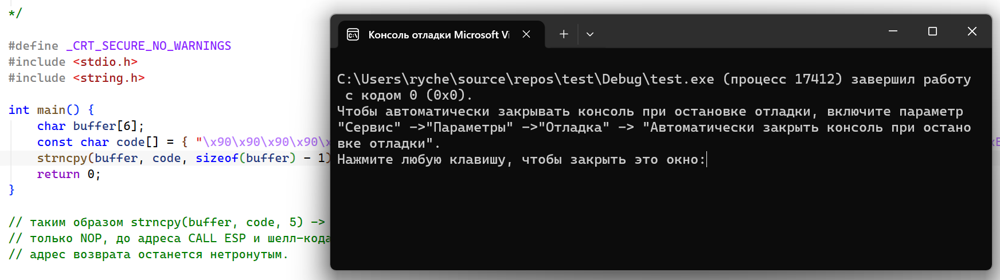 */
#define _CRT_SECURE_NO_WARNINGS
#include <stdio.h>
#include <string.h>
int main() {
char buffer[6];
const char code[] = { "\x90\x90\x90\x90\x
strncpy(buffer, code, sizeof(buffer) - 1)
return 0;
}
// таким образом strncpy(buffer, code, 5) ->
// только NOP, до адреса CALL ESP и шелл-кода
// адрес возврата останется нетронутым.
Консоль отладки Microsoft Vi
C:\Users\ryche\source\repos\test\Debug\test.exe (процесс 17412) завершил работу
с кодом 0 (0x0).
Чтобы автоматически закрывать консоль при остановке отладки, включите параметр
"Сервис" ->"Параметры" ->"Отладка" -> "Автоматически закрыть консоль при остано
вке отладки".
Нажмите любую клавишу, чтобы закрыть это окно: